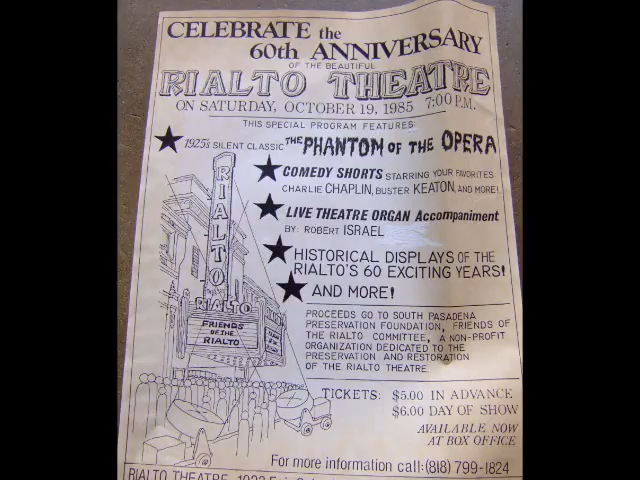 CELEBRATE the
60th ANNIVERSARY
OF THE BEAUTIFUL
RIALTO THEATRE
ON SATURDAY, OCTOBER 19, 1985 7:00 P.M.
THIS SPECIAL PROGRAM FEATURES:
1925's SILENT CLASSIC THE PHANTOM OF THE OPERA
COMEDY SHORTS STARRING YOUR FAVORITES
CHARLIE CHAPLIN, BUSTER KEATON, AND MORE!
LIVE THEATRE ORGAN Accompaniment
BY: ROBERT ISRAEL
HISTORICAL DISPLAYS OF THE
RIALTO'S 60 EXCITING YEARS!
AND MORE!
RIALTO
RIALTO
FRIENDS
OF THE
RIALTO
PROCEEDS GO TO SOUTH PASADENA
PRESERVATION FOUNDATION, FRIENDS OF
THE RIALTO COMMITTEE, A NON-PROFIT
ORGANIZATION DEDICATED TO THE
PRESERVATION AND RESTORATION
OF THE RIALTO THEATRE.
TICKETS: $5.00 IN ADVANCE
$6.00 DAY OF SHOW
AVAILABLE NOW
AT BOX OFFICE
For more information call: (818) 799-1824
RIALTO THEATRE